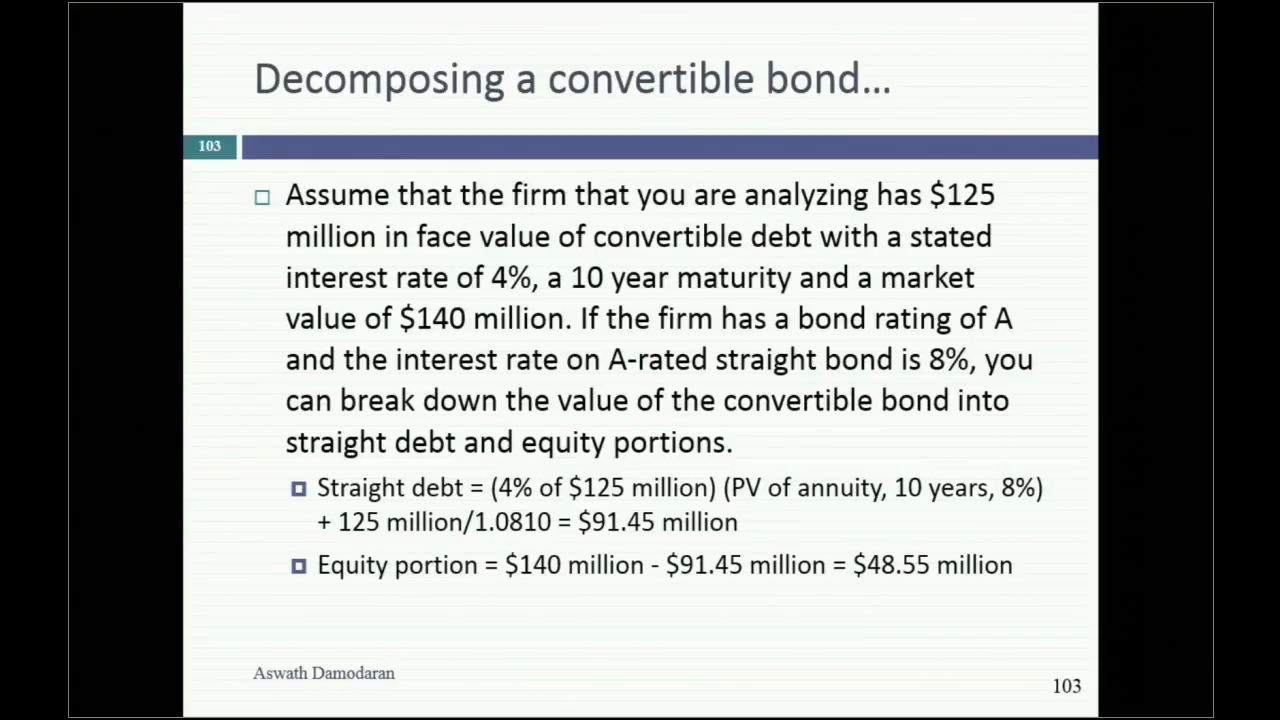 Decomposing a convertible bond…
103
Assume that the firm that you are analyzing has $125
million in face value of convertible debt with a stated
interest rate of 4%, a 10 year maturity and a market
value of $140 million. If the firm has a bond rating of A
and the interest rate on A-rated straight bond is 8%, you
can break down the value of the convertible bond into
straight debt and equity portions.
Straight debt = (4% of $125 million) (PV of annuity, 10 years, 8%)
+ 125 million/1.0810 = $91.45 million
Equity portion = $140 million - $91.45 million = $48.55 million
Aswath Damodaran
103